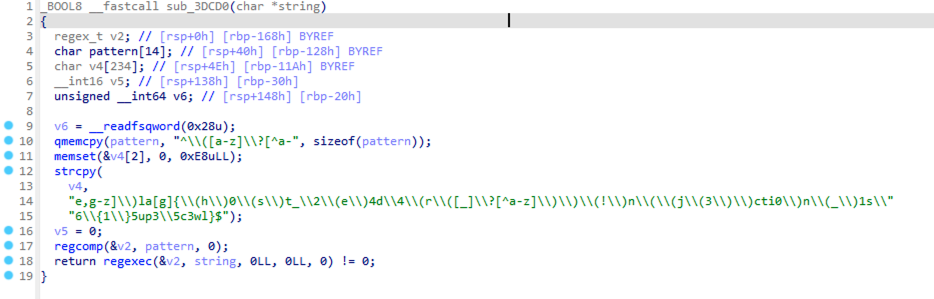 1 _BOOL8 __fastcall sub_3DCD0(char *string)
2 {
3 regex_t v2; // [rsp+0h] [rbp-168h] BYREF
4 char pattern[14]; // [rsp+40h] [rbp-128h] BYREF
5 char v4[234]; // [rsp+4Eh] [rbp-11Ah] BYREF
6 __int16 v5; // [rsp+138h] [rbp-30h]
7 unsigned __int64 v6; // [rsp+148h] [rbp-20h]
8
9 v6 = __readfsqword(0x28u);
10 qmemcpy(pattern, "^\\([a-z]\\?[^a-", sizeof(pattern));
11 memset(&v4[2], 0, 0xE8uLL);
12 strcpy(
13 v4,
14 "e,g-z]\\)la[g]{\\(h\\)0\\(s\\)t_\\2\\(e\\)4d\\4\\(r\\([_]\\?[^a-z]\\)\\)\\(!\\)n\\(\\(j\\(3\\)\\)cti0\\)n\\(_\\)1s\\"
15 "6\\{1\\}5up3\\5c3wl}$");
16 v5 = 0;
17 regcomp(&v2, pattern, 0);
18 return regexec(&v2, string, 0LL, 0LL, 0) != 0;
19 }